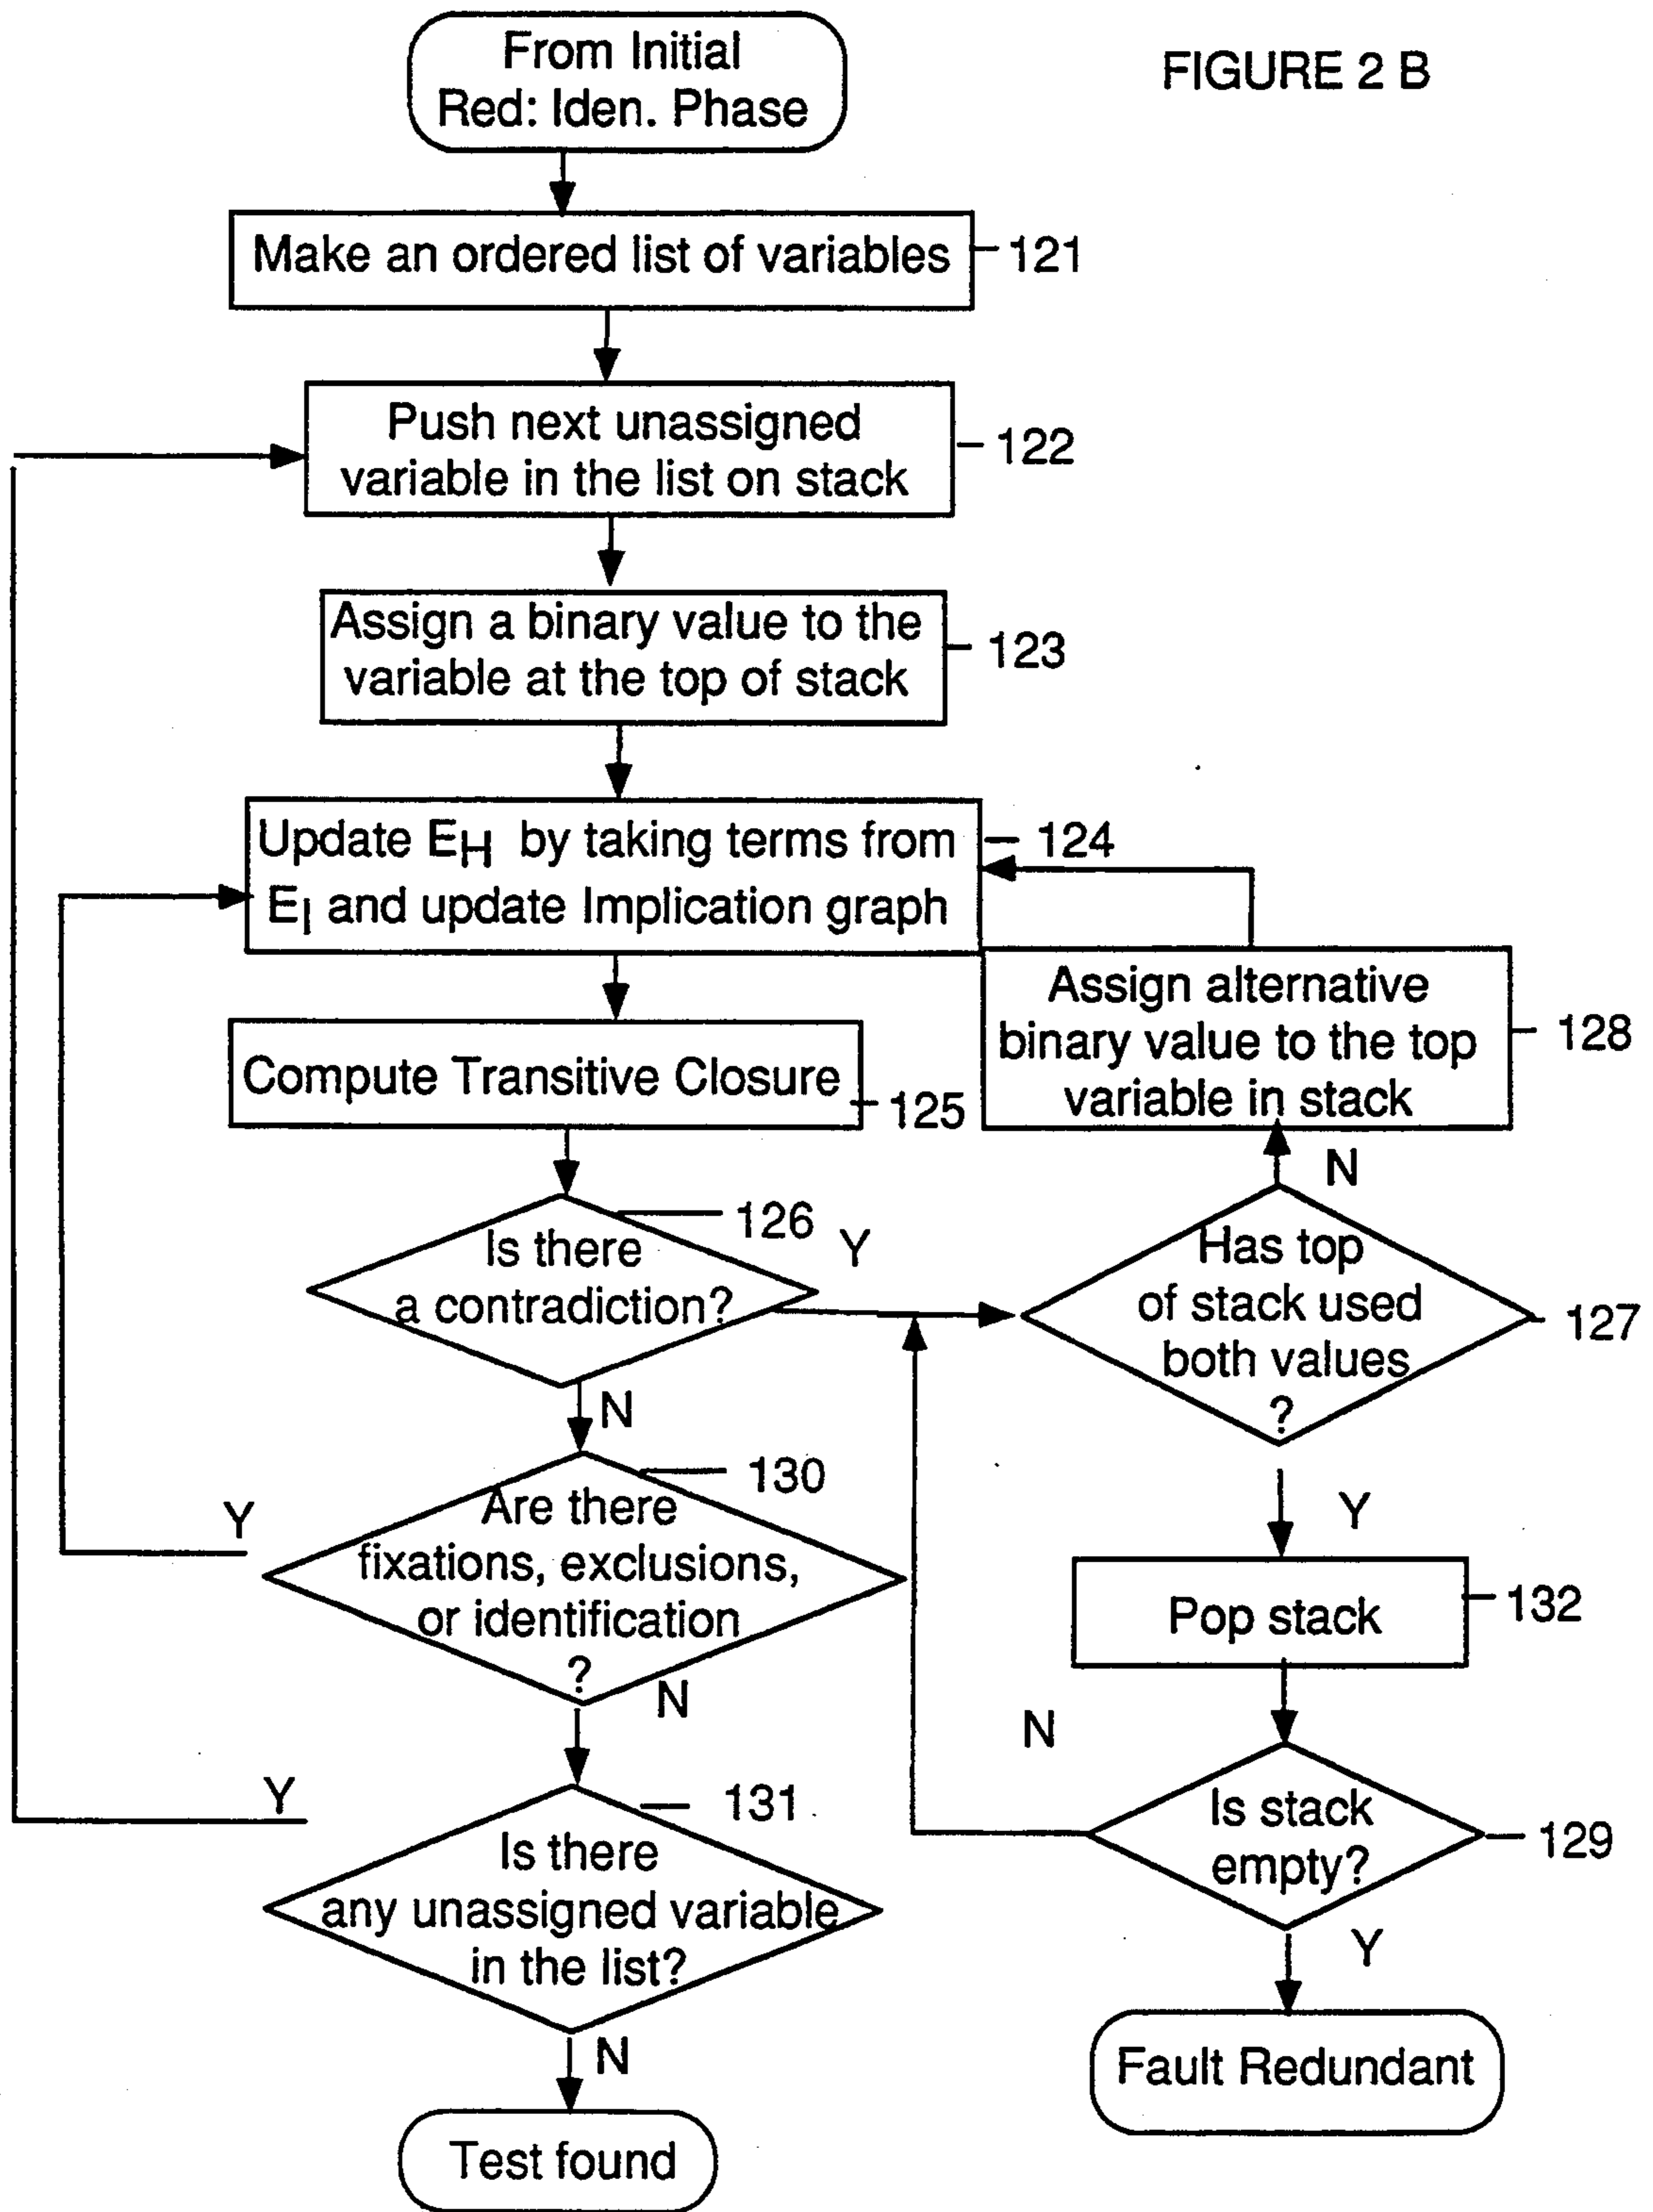 From Initial
Red: Iden. Phase
FIGURE 2 B
Make an ordered list of variables
121
Push next unassigned
variable in the list on stack
122
Assign a binary value to the
variable at the top of stack
123
Update EH by taking terms from
EI and update Implication graph
124
Compute Transitive Closure
125
Assign alternative
binary value to the top
variable in stack
128
N
Is there
a contradiction?
126
Y
N
Has top
of stack used
both values
?
127
Y
Are there
fixations, exclusions,
or identification
?
130
Y
N
Pop stack
132
Is there
any unassigned variable
in the list?
131
Y
N
Is stack
empty?
129
N
Y
Test found
Fault Redundant